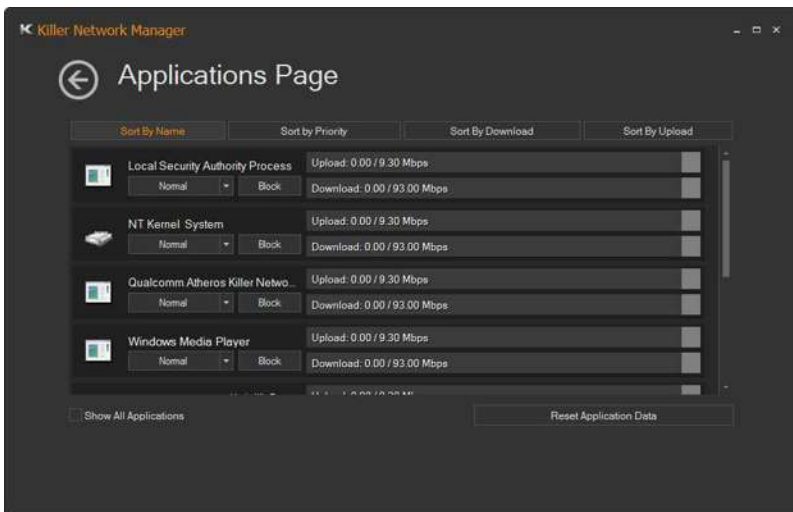 Killer Network Manager
Applications Page
Sort By Name Sort by Priority Sort By Download Sort By Upload
Local Security Authority Process Upload: 0.00 / 9.30 Mbps
Normal Block Download: 0.00 / 93.00 Mbps
NT Kernel System Upload: 0.00 / 9.30 Mbps
Normal Block Download: 0.00 / 93.00 Mbps
Qualcomm Atheros Killer Netwo... Upload: 0.00 / 9.30 Mbps
Normal Block Download: 0.00 / 93.00 Mbps
Windows Media Player Upload: 0.00 / 9.30 Mbps
Normal Block Download: 0.00 / 93.00 Mbps
Show All Applications Reset Application Data